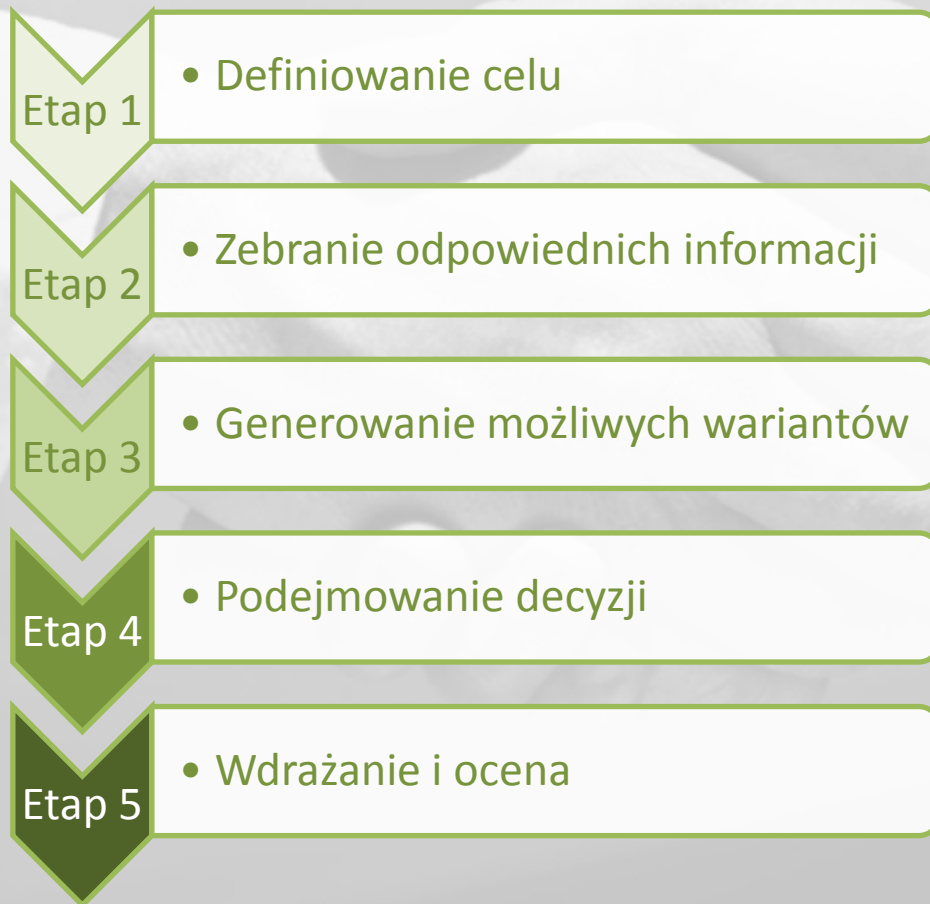 Etap 1
• Definiowanie celu
Etap 2
• Zebranie odpowiednich informacji
Etap 3
• Generowanie możliwych wariantów
Etap 4
• Podejmowanie decyzji
Etap 5
• Wdrażanie i ocena